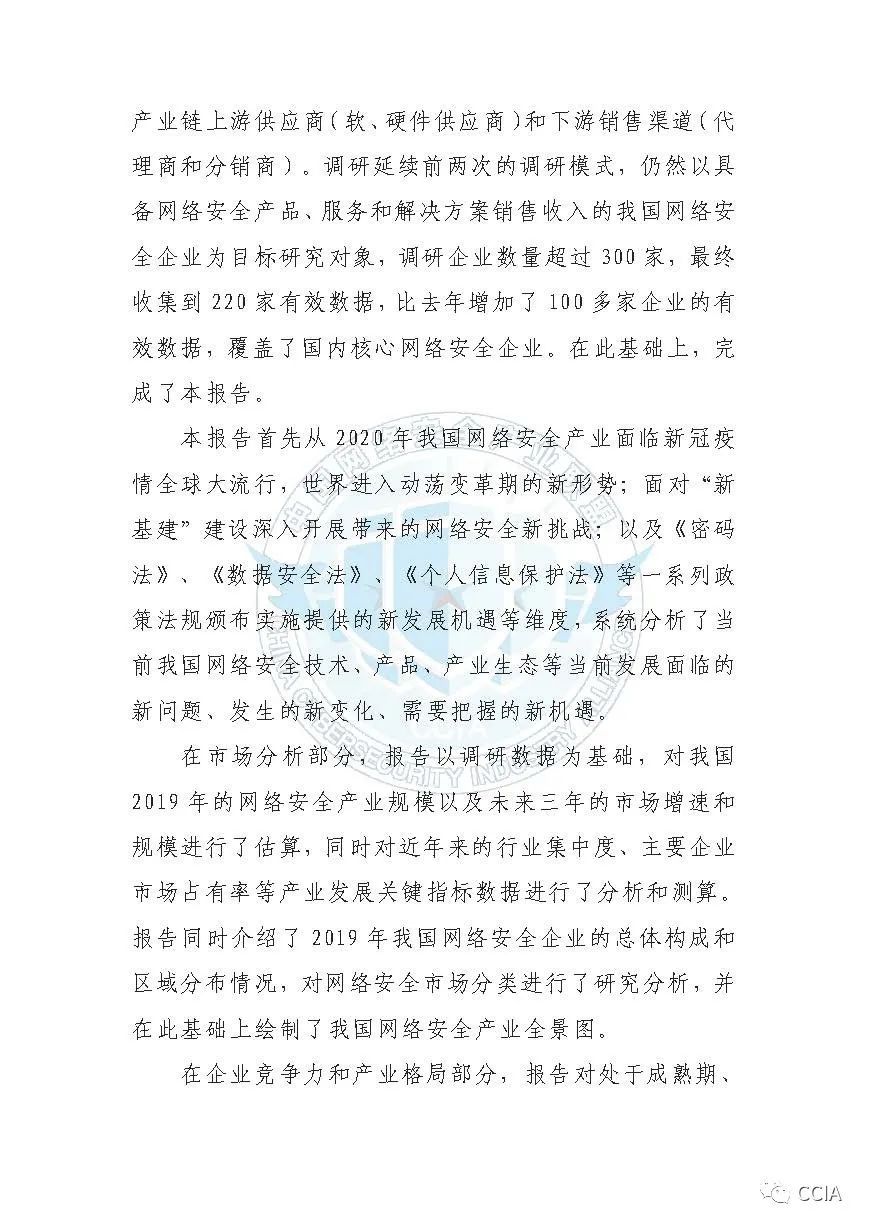 产业链上游供应商（软、硬件供应商）和下游销售渠道（代
理商和分销商）。调研延续前两次的调研模式，仍然以具
备网络安全产品、服务和解决方案销售收入的我国网络安
全企业为目标研究对象，调研企业数量超过 300 家，最终
收集到 220 家有效数据，比去年增加了 100 多家企业的有
效数据，覆盖了国内核心网络安全企业。在此基础上，完
成了本报告。
本报告首先从 2020 年我国网络安全产业面临新冠疫
情全球大流行，世界进入动荡变革期的新形势；面对“新
基建”建设深入开展带来的网络安全新挑战；以及《密码
法》、《数据安全法》、《个人信息保护法》等一系列政
策法规颁布实施提供的新发展机遇等维度，系统分析了当
前我国网络安全技术、产品、产业生态等当前发展面临的
新问题、发生的新变化、需要把握的新机遇。
在市场分析部分，报告以调研数据为基础，对我国
2019 年的网络安全产业规模以及未来三年的市场增速和
规模进行了估算，同时对近年来的行业集中度、主要企业
市场占有率等产业发展关键指标数据进行了分析和测算。
报告同时介绍了 2019 年我国网络安全企业的总体构成和
区域分布情况，对网络安全市场分类进行了研究分析，并
在此基础上绘制了我国网络安全产业全景图。
在企业竞争力和产业格局部分，报告对处于成熟期、
CCIA